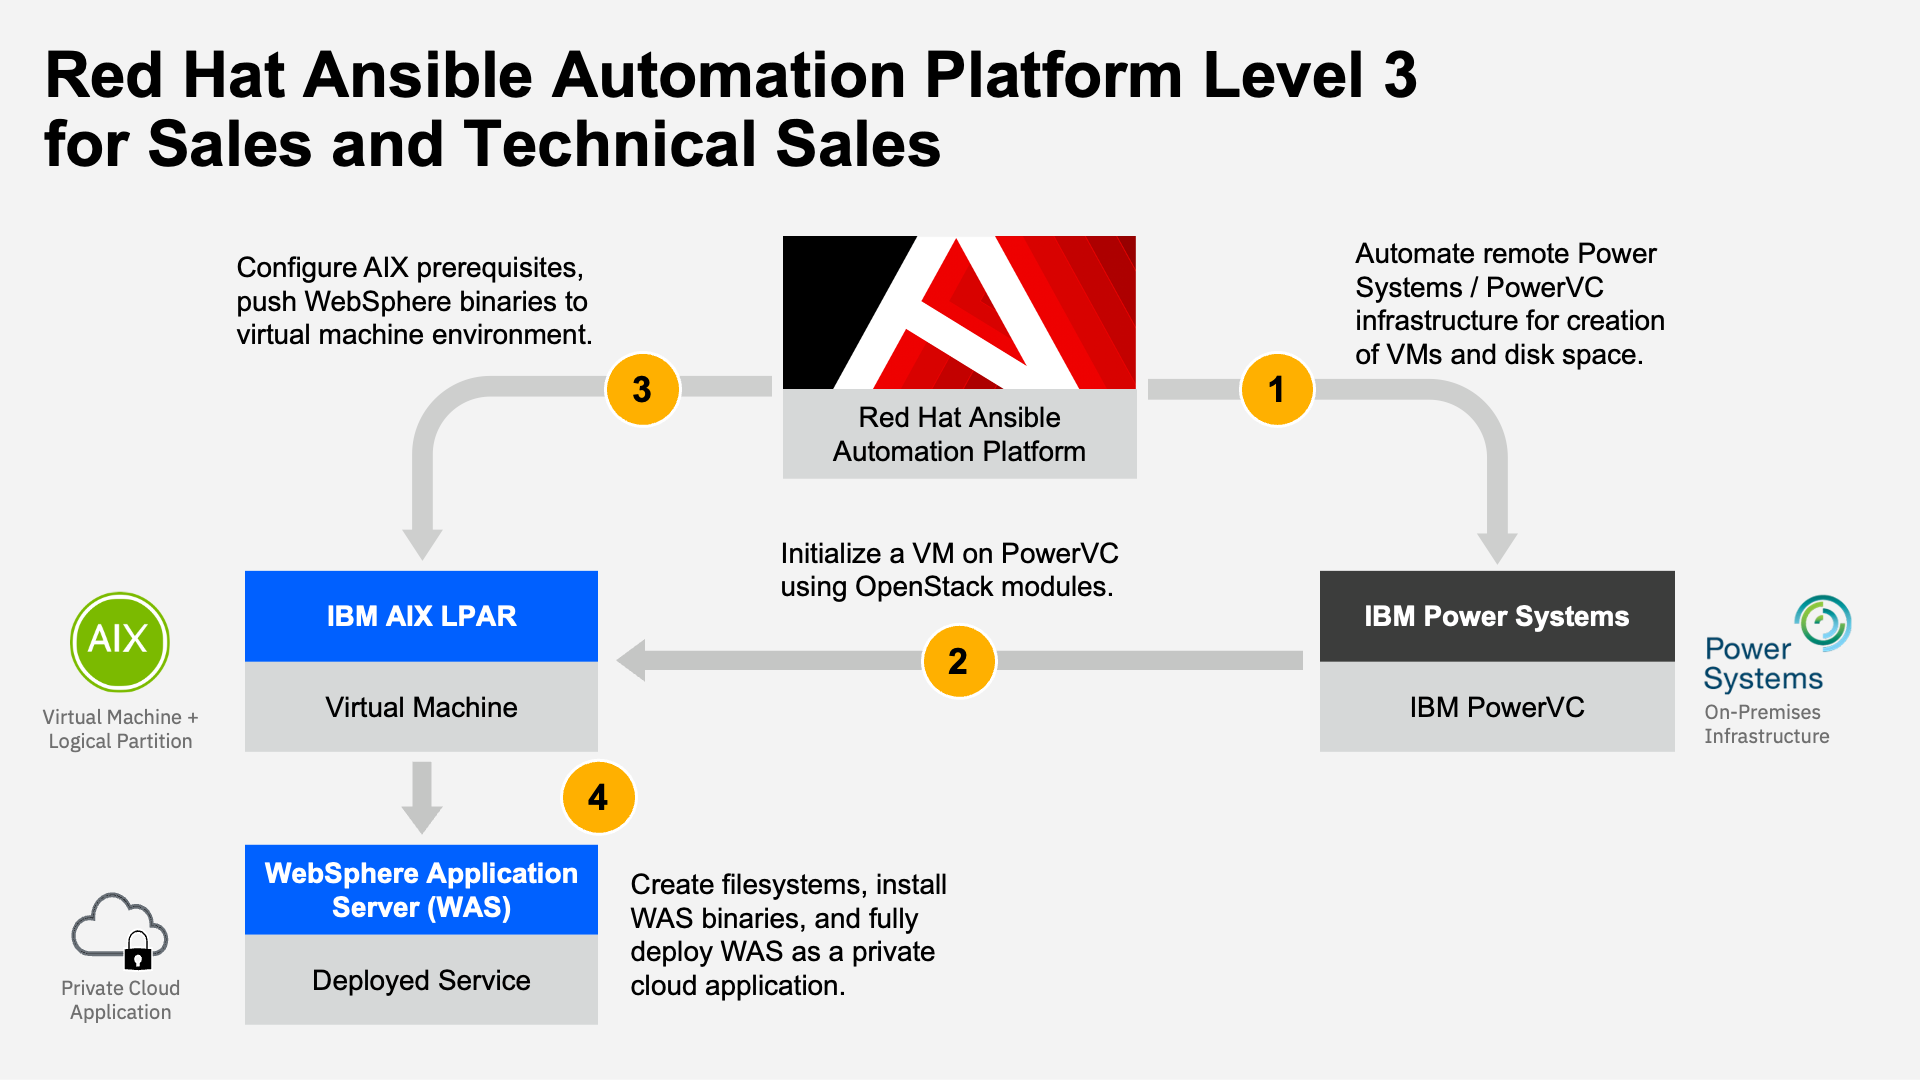 Red Hat Ansible Automation Platform Level 3
for Sales and Technical Sales
Configure AIX prerequisites,
push WebSphere binaries to
virtual machine environment.
3
Red Hat Ansible
Automation Platform
1
Automate remote Power
Systems / PowerVC
infrastructure for creation
of VMs and disk space.
Initialize a VM on PowerVC
using OpenStack modules.
2
AIX
Virtual Machine +
Logical Partition
IBM AIX LPAR
Virtual Machine
IBM Power Systems
IBM PowerVC
Power
Systems
On-Premises
Infrastructure
4
WebSphere Application
Server (WAS)
Deployed Service
Private Cloud
Application
Create filesystems, install
WAS binaries, and fully
deploy WAS as a private
cloud application.